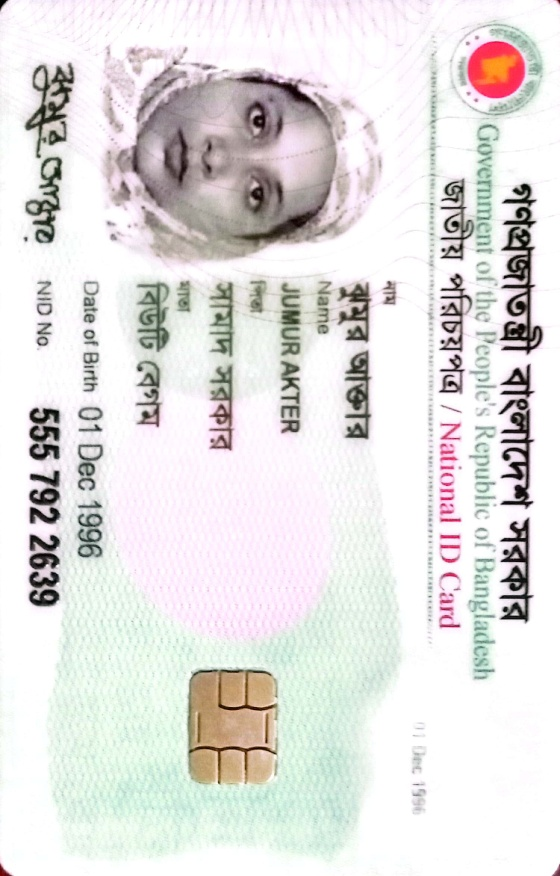 গণপ্রজাতন্ত্রী বাংলাদেশ সরকার
Government of the People's Republic of Bangladesh
জাতীয় পরিচয়পত্র / National ID Card
নাম
ঝুমুর আক্তার
Name
JUMUR AKTER
পিতা
সামাদ সরকার
মাতা
বিউটি বেগম
Date of Birth 01 Dec 1996
NID No. 555 792 2639
ঝুমুর আক্তার
01 Dec 1996